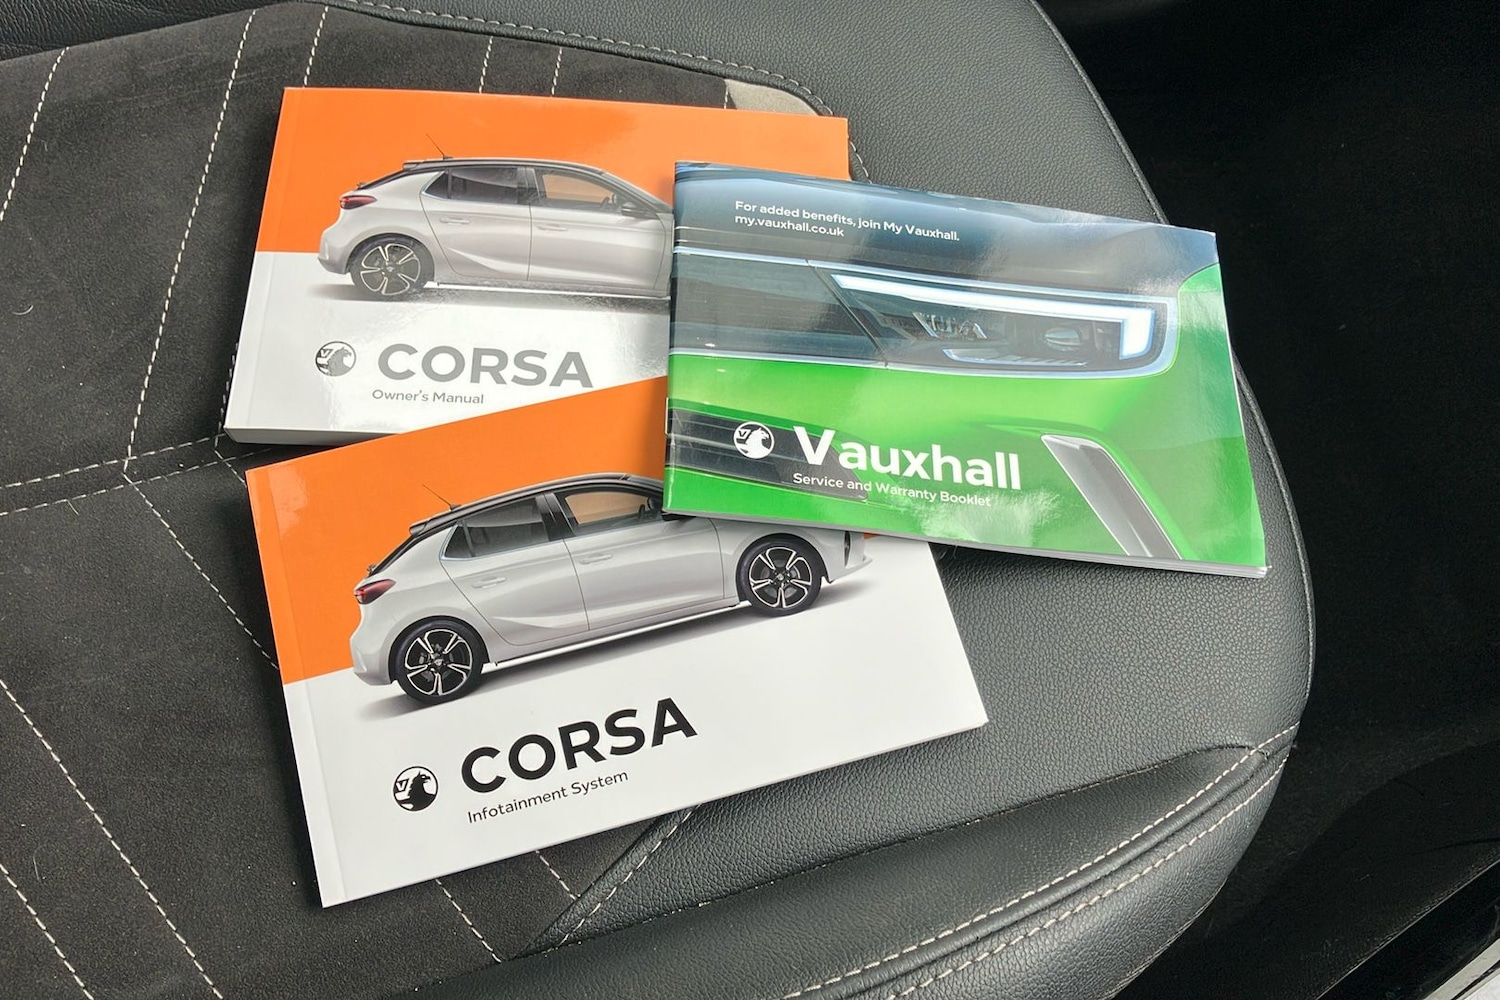 CORSA
Owner's Manual
For added benefits, join My Vauxhall.
my.vauxhall.co.uk
Vauxhall
Service and Warranty Booklet
CORSA
Infotainment System